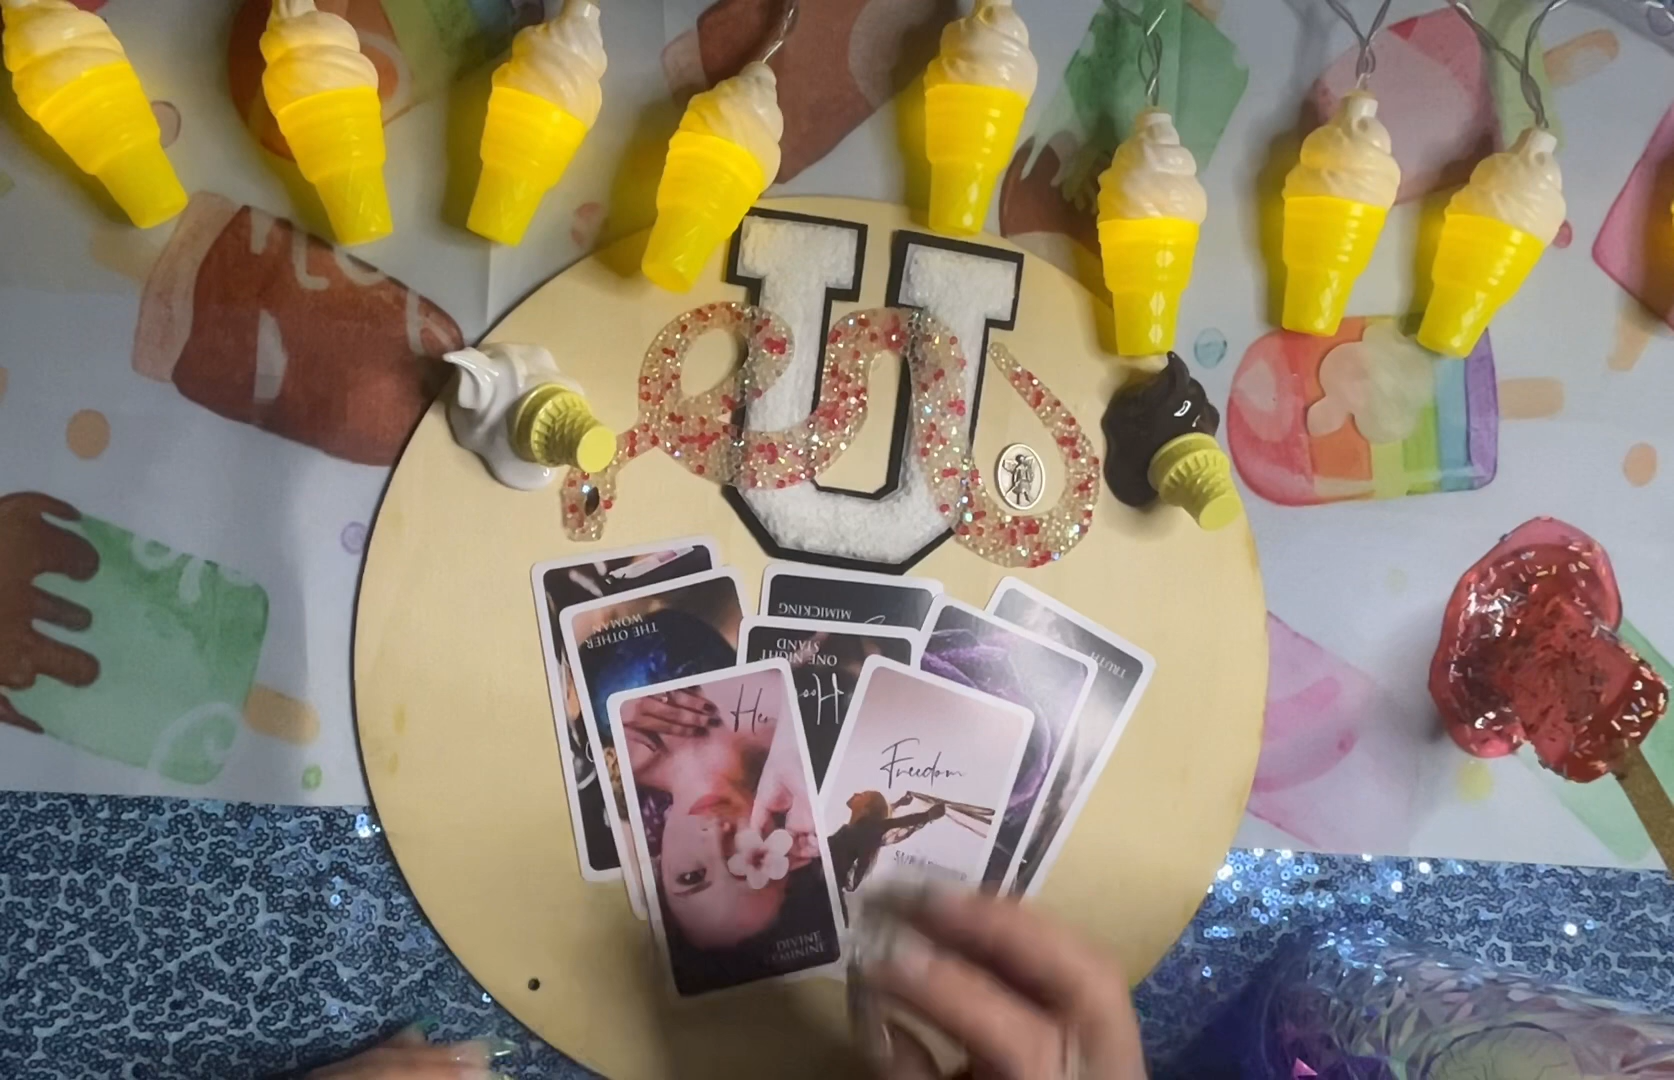 U
THE OTHER
WOMAN
MIMICKING
ONE NIGHT
STAND
TRUTH
Freedom
DIVINE
FEMININE